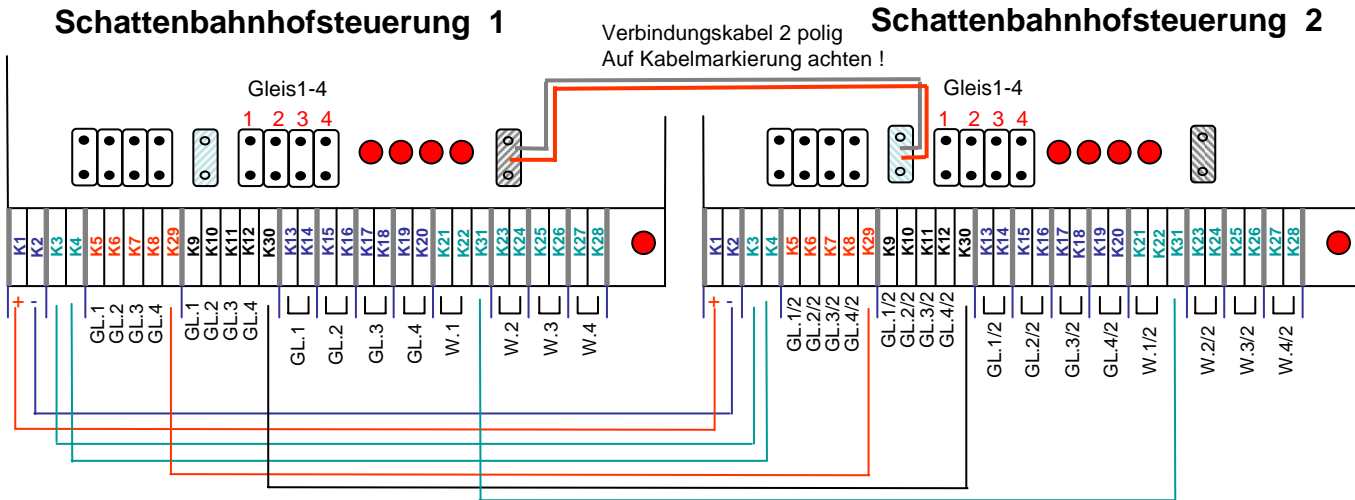 Schattenbahnhofsteuerung 1
Schattenbahnhofsteuerung 2
Verbindungskabel 2 polig
Auf Kabelmarkierung achten !
Gleis1-4
1 2 3 4
Gleis1-4
1 2 3 4
K1 K2 K3 K4 K5 K6 K7 K8 K29 K9 K10 K11 K12 K30 K13 K14 K15 K16 K17 K18 K19 K20 K21 K22 K31 K23 K24 K25 K26 K27 K28
K1 K2 K3 K4 K5 K6 K7 K8 K29 K9 K10 K11 K12 K30 K13 K14 K15 K16 K17 K18 K19 K20 K21 K22 K31 K23 K24 K25 K26 K27 K28
+ - GL.1 GL.2 GL.3 GL.4 GL.1 GL.2 GL.3 GL.4 GL.1 GL.2 GL.3 GL.4 W.1 W.2 W.3 W.4
+ - GL.1/2 GL.2/2 GL.3/2 GL.4/2 GL.1/2 GL.2/2 GL.3/2 GL.4/2 GL.1/2 GL.2/2 GL.3/2 GL.4/2 W.1/2 W.2/2 W.3/2 W.4/2